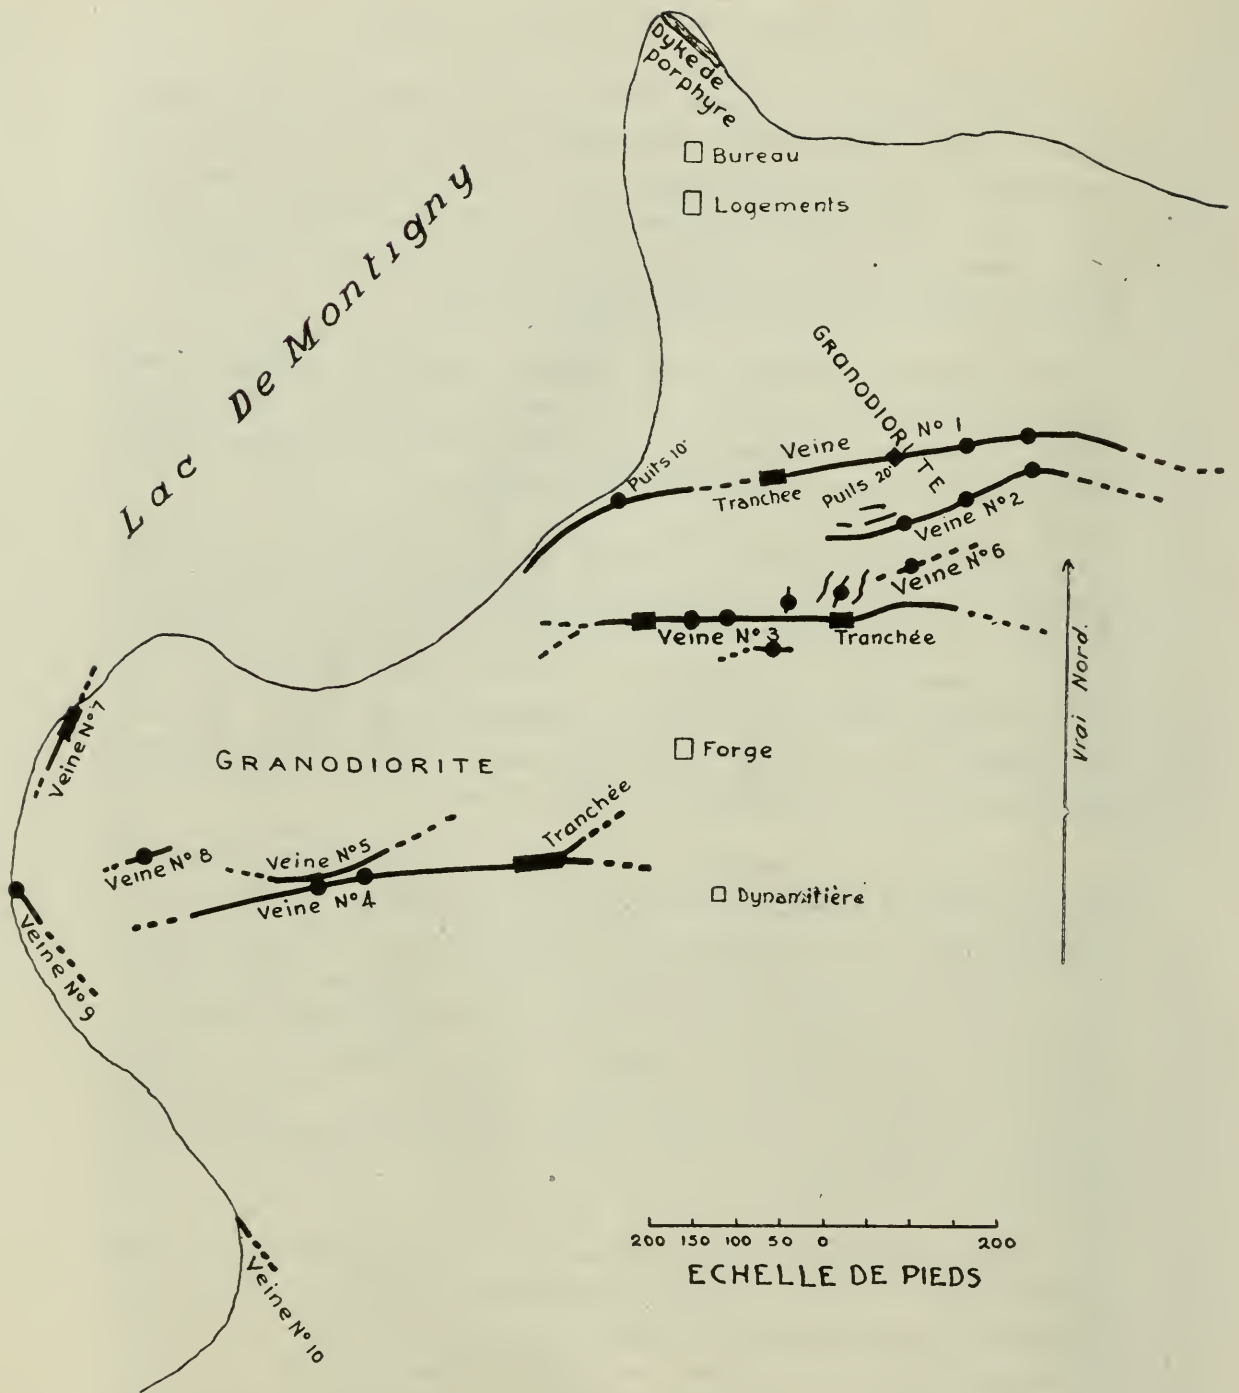 Dyke de
porphyre
Bureau
Logements
Lac De Montigny
GRANODIORITE
Veine Nº 1
Puits 10'
Tranchée
Puits 20'
Veine Nº 2
Veine Nº 6
Veine Nº 3
Tranchée
Vrai Nord.
Veine Nº 7
GRANODIORITE
Forge
Tranchée
Veine Nº 5
Veine Nº 8
Veine Nº 4
Dynamitière
Veine Nº 9
200 150 100 50 0 200
ECHELLE DE PIEDS
Veine Nº 10